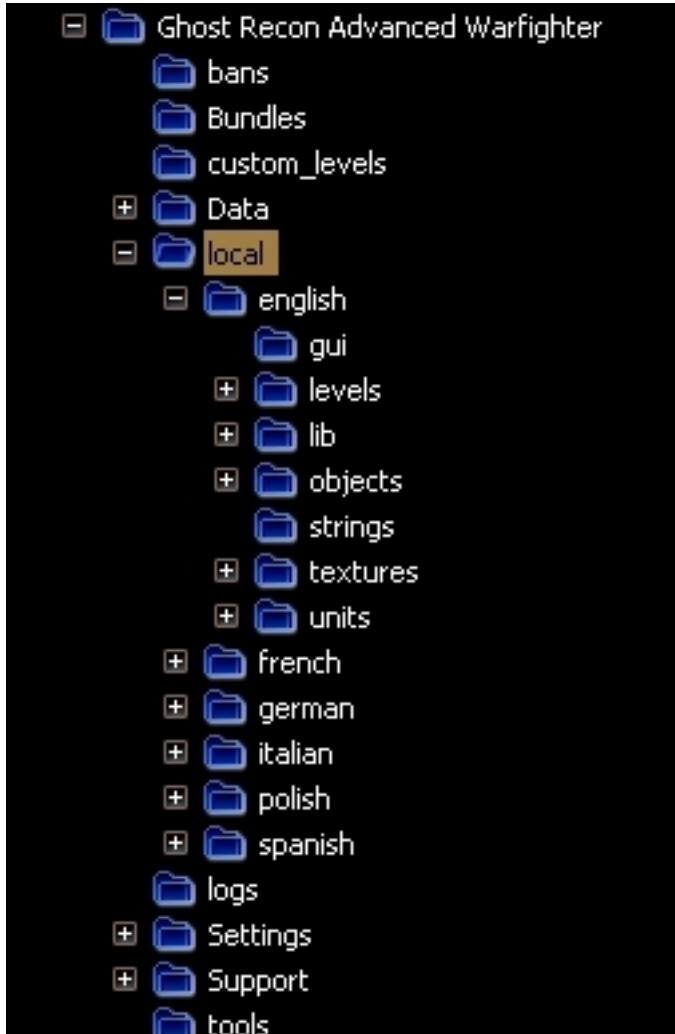 Ghost Recon Advanced Warfighter
bans
Bundles
custom_levels
Data
local
english
gui
levels
lib
objects
strings
textures
units
french
german
italian
polish
spanish
logs
Settings
Support
tools